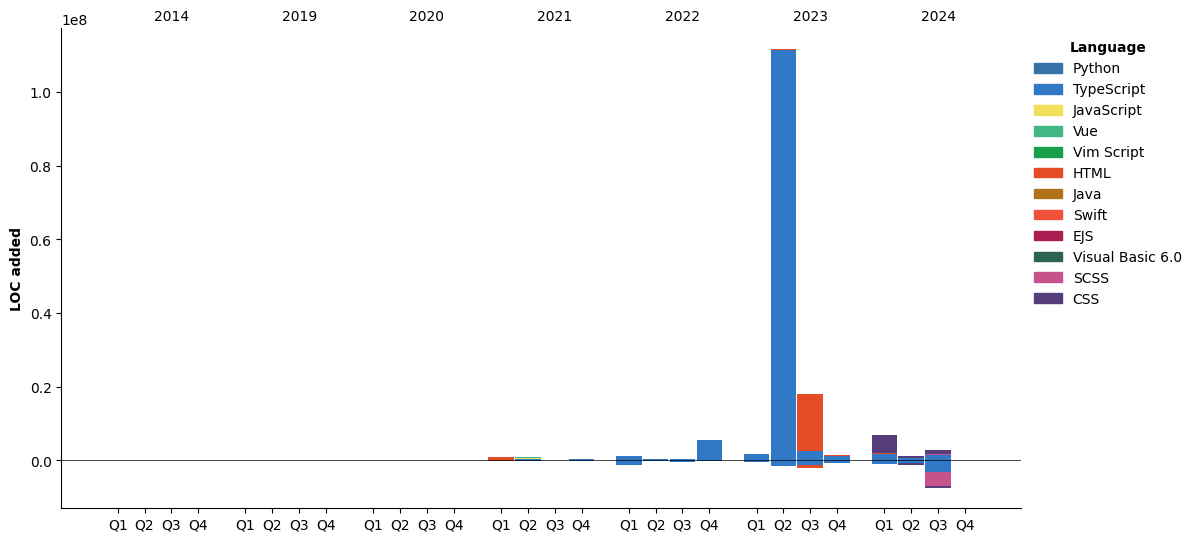 2014 2019 2020 2021 2022 2023 2024
1e8
Language
Python
TypeScript
JavaScript
Vue
Vim Script
HTML
Java
Swift
EJS
Visual Basic 6.0
SCSS
CSS
LOC added
1.0
0.8
0.6
0.4
0.2
0.0
Q1 Q2 Q3 Q4 Q1 Q2 Q3 Q4 Q1 Q2 Q3 Q4 Q1 Q2 Q3 Q4 Q1 Q2 Q3 Q4 Q1 Q2 Q3 Q4 Q1 Q2 Q3 Q4